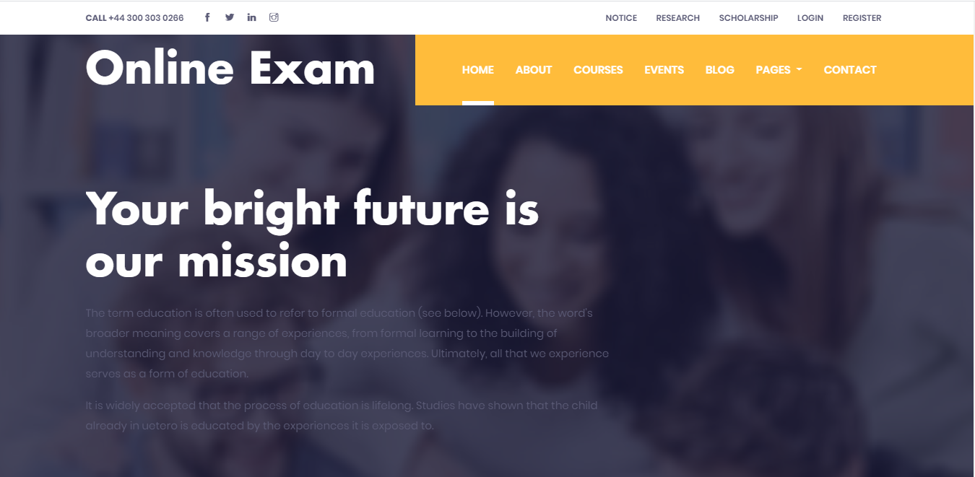 CALL +44 300 303 0266
NOTICE RESEARCH SCHOLARSHIP LOGIN REGISTER
Online Exam
HOME ABOUT COURSES EVENTS BLOG PAGES CONTACT
Your bright future is
our mission
The term education is often used to refer to formal education (see below). However, the word's
broader meaning covers a range of experiences, from formal learning to the building of
understanding and knowledge through day to day experiences. Ultimately, all that we experience
serves as a form of education.
It is widely accepted that the process of education is lifelong. Studies have shown that the child
already in uetero is educated by the experiences it is exposed to.